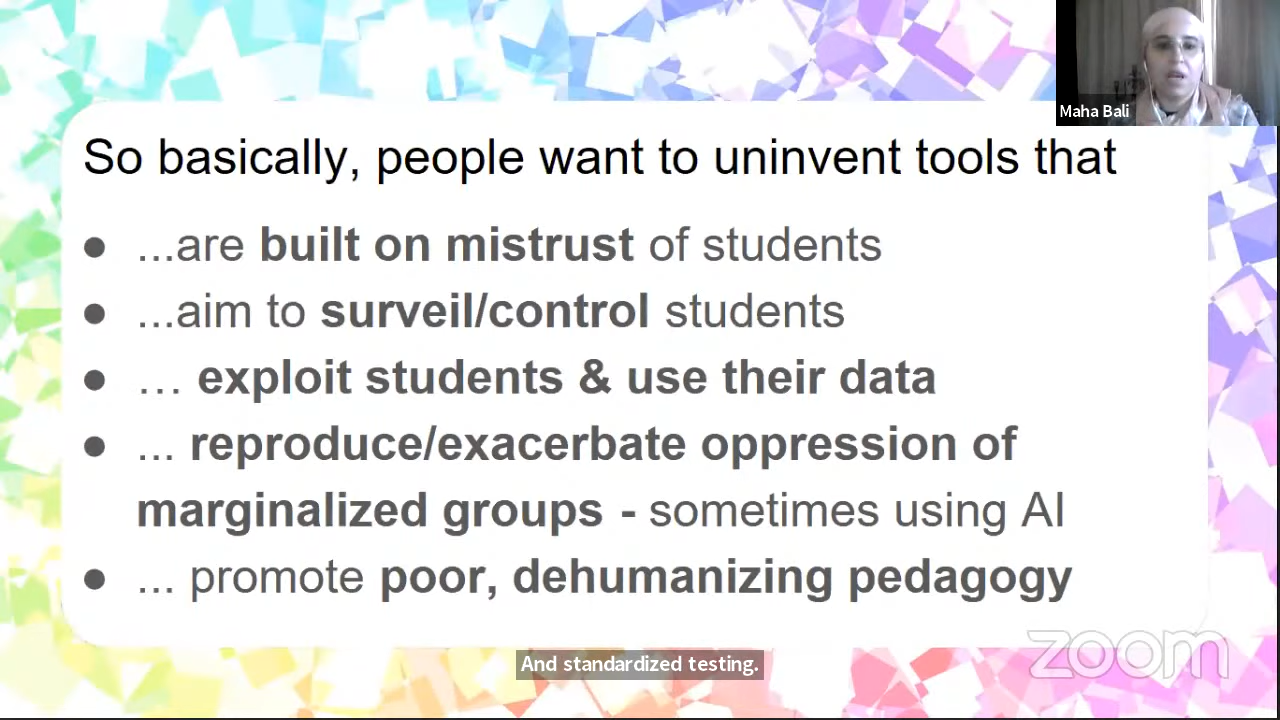 Maha Bali
So basically, people want to uninvent tools that
● ...are built on mistrust of students
● ...aim to surveil/control students
● ... exploit students & use their data
● ... reproduce/exacerbate oppression of
marginalized groups - sometimes using AI
● ... promote poor, dehumanizing pedagogy
zoom
And standardized testing.